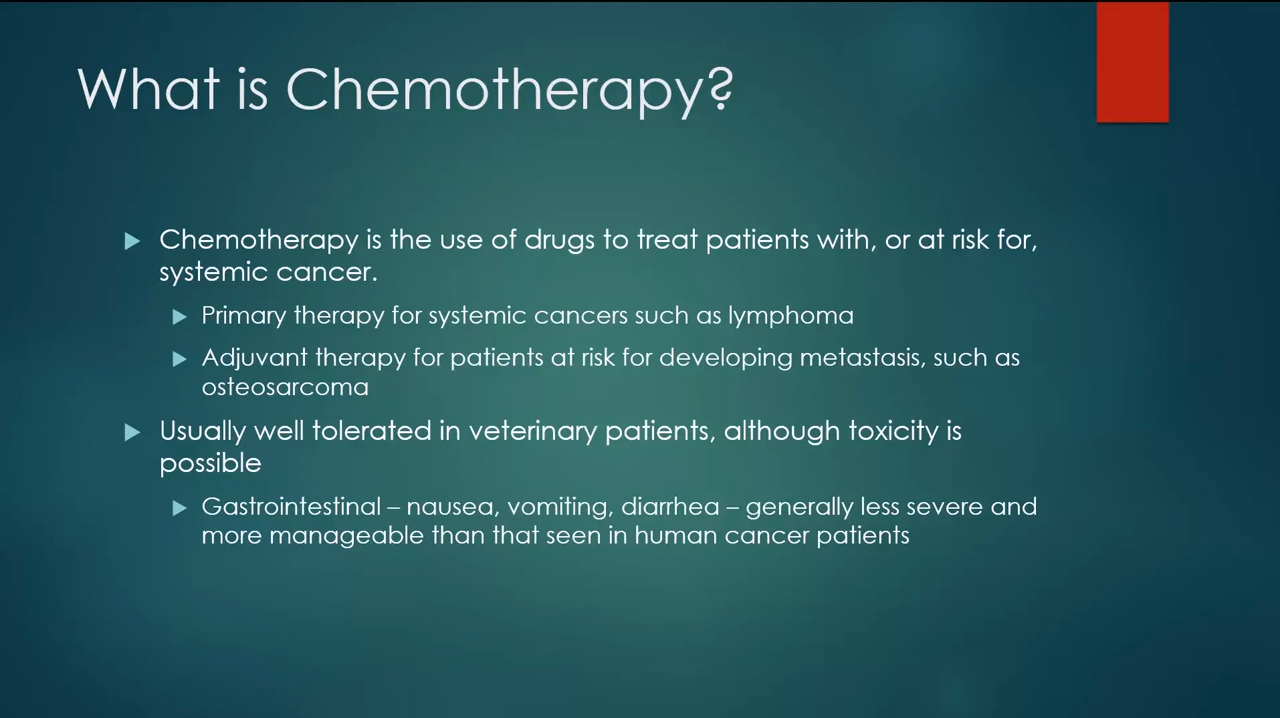 What is Chemotherapy?
Chemotherapy is the use of drugs to treat patients with, or at risk for,
systemic cancer.
Primary therapy for systemic cancers such as lymphoma
Adjuvant therapy for patients at risk for developing metastasis, such as
osteosarcoma
Usually well tolerated in veterinary patients, although toxicity is
possible
Gastrointestinal – nausea, vomiting, diarrhea – generally less severe and
more manageable than that seen in human cancer patients